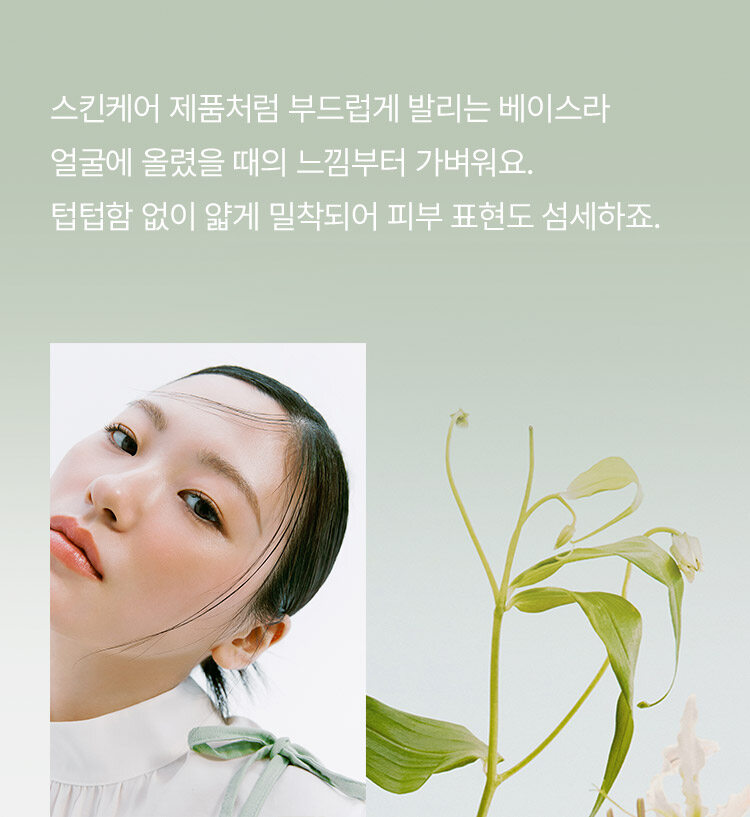 스킨케어 제품처럼 부드럽게 발리는 베이스라
얼굴에 올렸을 때의 느낌부터 가벼워요.
텁텁함 없이 얇게 밀착되어 피부 표현도 섬세하죠.